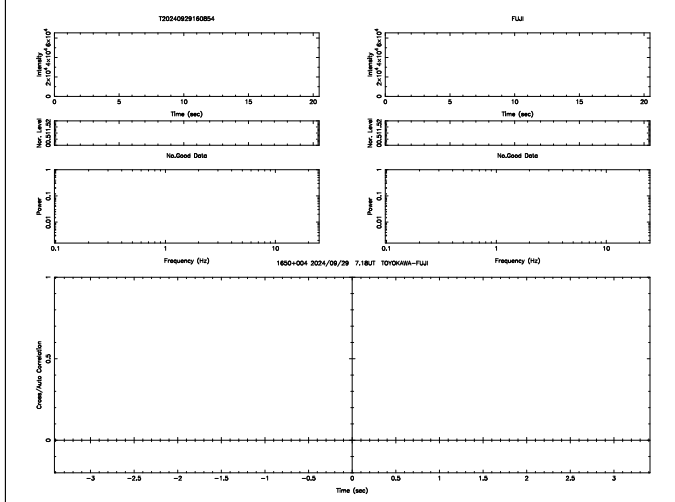 T20240929160854 FUJI
Intensity 0 2×10⁴ 4×10⁴ 6×10⁴ Intensity 0 2×10⁴ 4×10⁴ 6×10⁴
0 5 10 15 20 0 5 10 15 20
Time (sec) Time (sec)
Nor. Level 00.511.52 Nor. Level 00.511.52
No.Good Data No.Good Data
Power 0.01 0.1 1 Power 0.01 0.1 1
0.1 1 10 0.1 1 10
Frequency (Hz) Frequency (Hz)
1650+004 2024/09/29 7.18UT TOYOKAWA-FUJI
Cross/Auto Correlation 0 0.5 1
−3 −2.5 −2 −1.5 −1 −0.5 0 0.5 1 1.5 2 2.5 3
Time (sec)